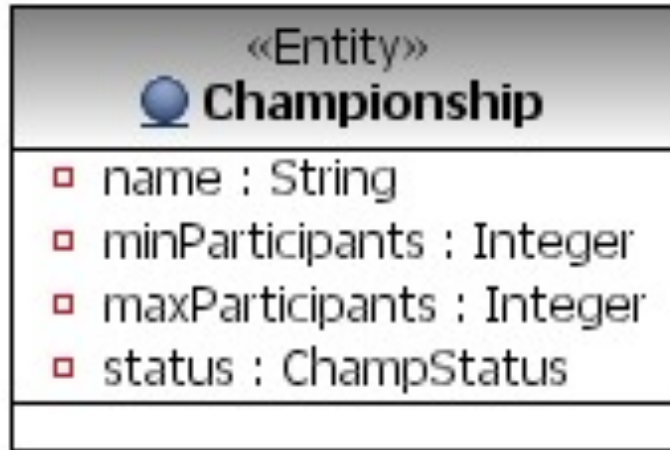 «Entity»
Championship
name : String
minParticipants : Integer
maxParticipants : Integer
status : ChampStatus